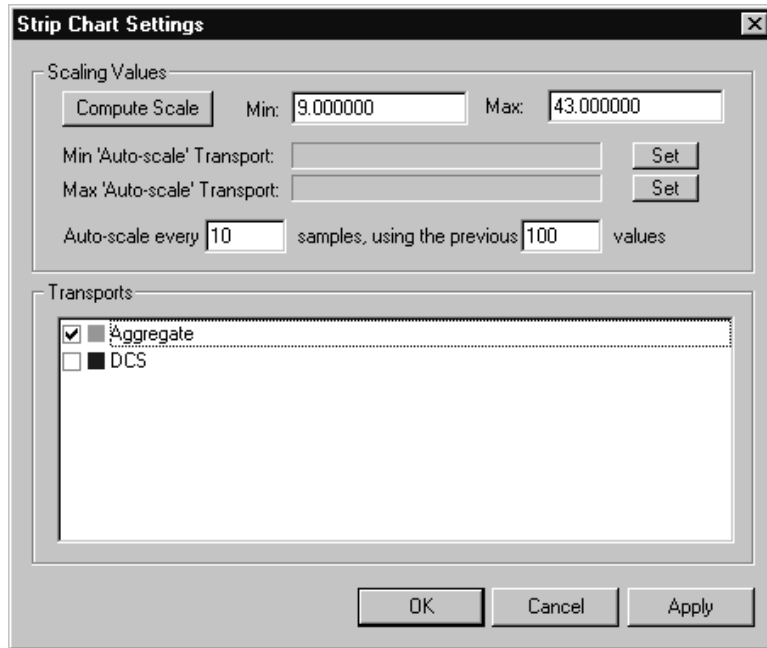 Strip Chart Settings
Scaling Values
Compute Scale Min: 9.000000 Max: 43.000000
Min 'Auto-scale' Transport: Set
Max 'Auto-scale' Transport: Set
Auto-scale every 10 samples, using the previous 100 values
Transports
Aggregate
DCS
OK Cancel Apply